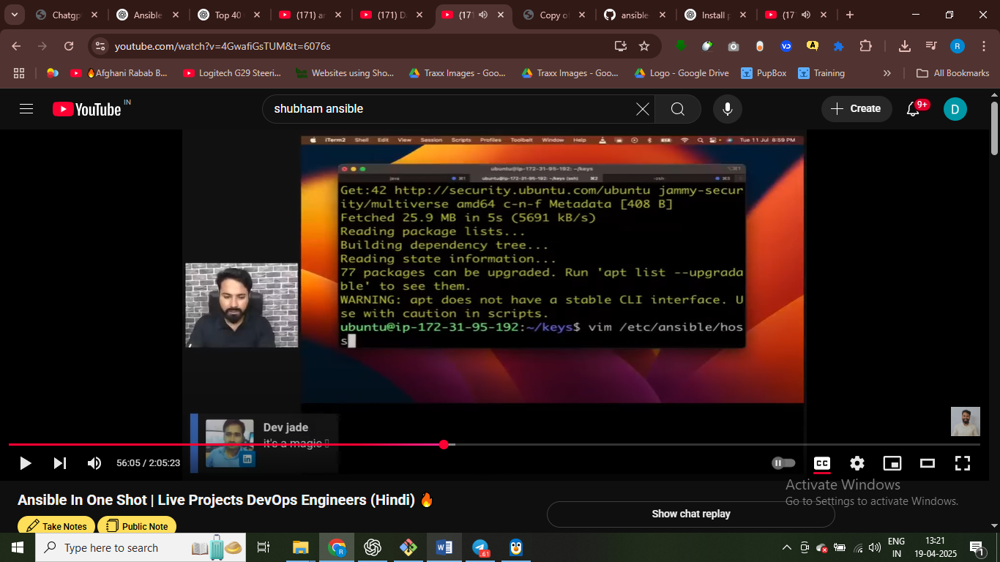 Chatgp
Ansible
Top 40
(171) ar
(171) D
(17
Copy o
ansible
Install p
(17
youtube.com/watch?v=4GwafiGsTUM&t=6076s
R
🔥Afghani Rabab B...
Logitech G29 Steeri...
Websites using Sho...
Traxx Images - Goo...
Traxx Images - Goo...
Logo - Google Drive
PupBox
Training
»
All Bookmarks
YouTube IN
shubham ansible
Create
9+
D
iTerm2 Shell Edit View Session Scripts Profiles Toolbelt Window Help Tue 11 Jul 8:59 PM
ubuntu@ip-172-31-95-192: ~/keys
java ⌘1 ubuntu@ip-172-31-95-192: ~/keys (ssh) ⌘2 -zsh ⌘3
Get:42 http://security.ubuntu.com/ubuntu jammy-secur
ity/multiverse amd64 c-n-f Metadata [408 B]
Fetched 25.9 MB in 5s (5691 kB/s)
Reading package lists...
Building dependency tree...
Reading state information...
77 packages can be upgraded. Run 'apt list --upgrada
ble' to see them.
WARNING: apt does not have a stable CLI interface. U
se with caution in scripts.
ubuntu@ip-172-31-95-192:~/keys$ vim /etc/ansible/hos
s
Dev jade
it's a magic
in
56:05 / 2:05:23
CC
Activate Windows
Go to Settings to activate Windows.
Ansible In One Shot | Live Projects DevOps Engineers (Hindi) 🔥
Show chat replay
Take Notes
Public Note
Type here to search
R
W
61
ENG
IN
13:21
19-04-2025
1